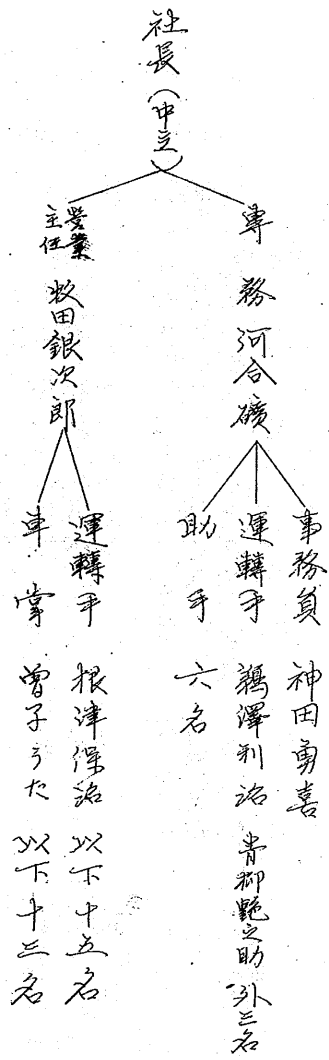 社長（中立）
專務 河合礦
事務員 神田勇喜
運轉手 鵜澤利治 青柳艶之助 外三名
助手 六名
營業主任 牧田銀次郎
運轉手 根津保治 以下十五名
車掌 曽子うた 以下十三名